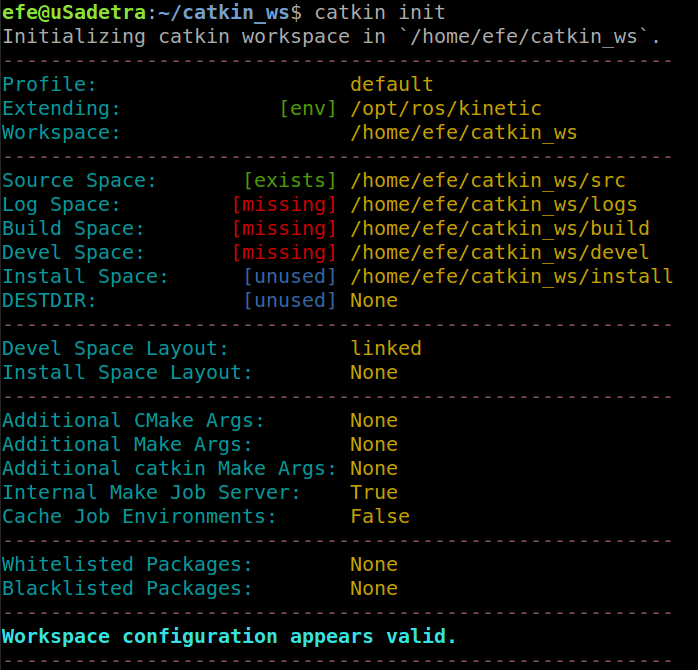 efe@uSadetra:~/catkin_ws$ catkin init
Initializing catkin workspace in `/home/efe/catkin_ws`.
--------------------------------------------------------
Profile:                     default
Extending:             [env] /opt/ros/kinetic
Workspace:                   /home/efe/catkin_ws
--------------------------------------------------------
Source Space:       [exists] /home/efe/catkin_ws/src
Log Space:         [missing] /home/efe/catkin_ws/logs
Build Space:       [missing] /home/efe/catkin_ws/build
Devel Space:       [missing] /home/efe/catkin_ws/devel
Install Space:      [unused] /home/efe/catkin_ws/install
DESTDIR:            [unused] None
--------------------------------------------------------
Devel Space Layout:          linked
Install Space Layout:        None
--------------------------------------------------------
Additional CMake Args:       None
Additional Make Args:        None
Additional catkin Make Args: None
Internal Make Job Server:    True
Cache Job Environments:      False
--------------------------------------------------------
Whitelisted Packages:        None
Blacklisted Packages:        None
--------------------------------------------------------
Workspace configuration appears valid.
--------------------------------------------------------